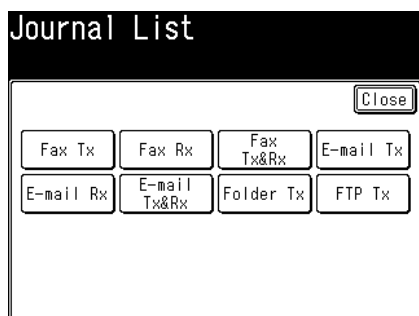 Journal List
Close
Fax Tx
Fax Rx
Fax
Tx&Rx
E-mail Tx
E-mail Rx
E-mail
Tx&Rx
Folder Tx
FTP Tx